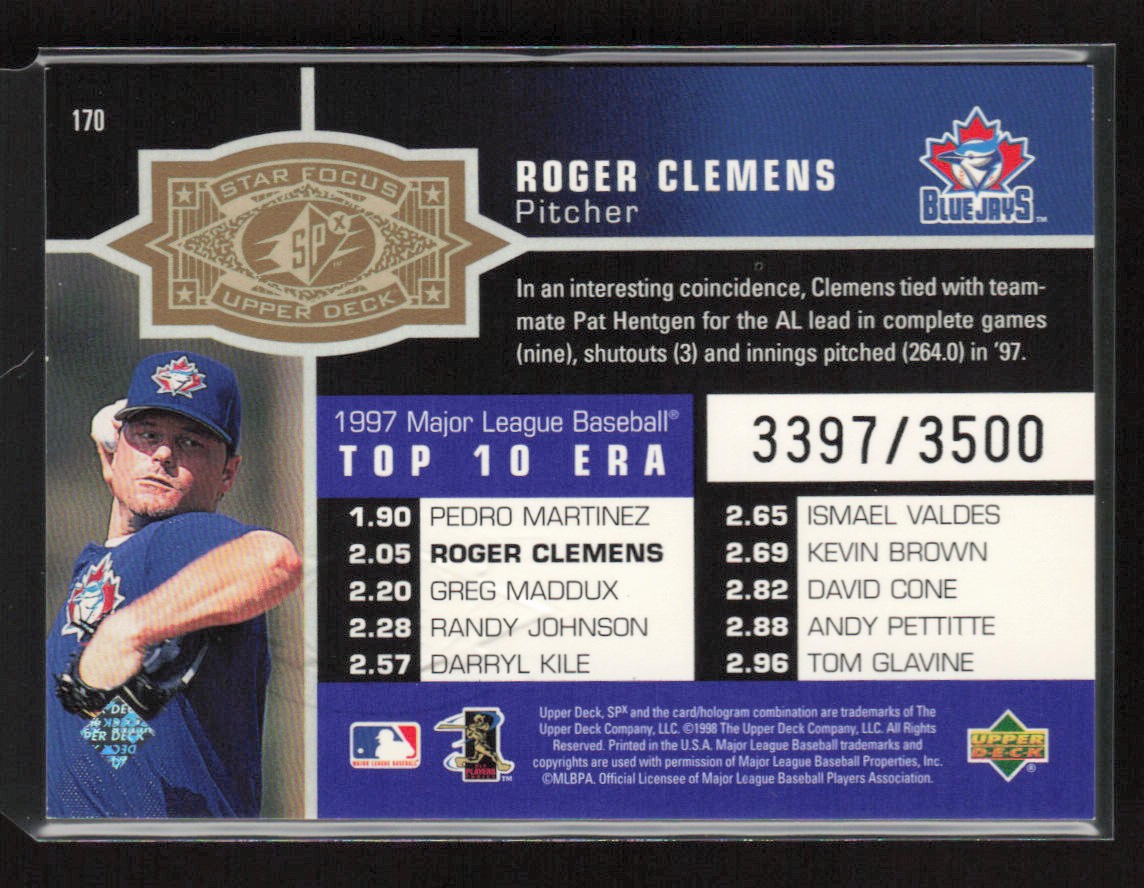 170
STAR FOCUS
SPx
UPPER DECK
ROGER CLEMENS
Pitcher
BLUE JAYS™
In an interesting coincidence, Clemens tied with team-
mate Pat Hentgen for the AL lead in complete games
(nine), shutouts (3) and innings pitched (264.0) in '97.
1997 Major League Baseball®
TOP 10 ERA
3397/3500
1.90 PEDRO MARTINEZ
2.05 ROGER CLEMENS
2.20 GREG MADDUX
2.28 RANDY JOHNSON
2.57 DARRYL KILE
2.65 ISMAEL VALDES
2.69 KEVIN BROWN
2.82 DAVID CONE
2.88 ANDY PETTITTE
2.96 TOM GLAVINE
MAJOR LEAGUE BASEBALL
PLAYERS
Upper Deck, SPx and the card/hologram combination are trademarks of The
Upper Deck Company, LLC. ©1998 The Upper Deck Company, LLC. All Rights
Reserved. Printed in the U.S.A. Major League Baseball trademarks and
copyrights are used with permission of Major League Baseball Properties, Inc.
©MLBPA. Official Licensee of Major League Baseball Players Association.
UPPER
DECK
®